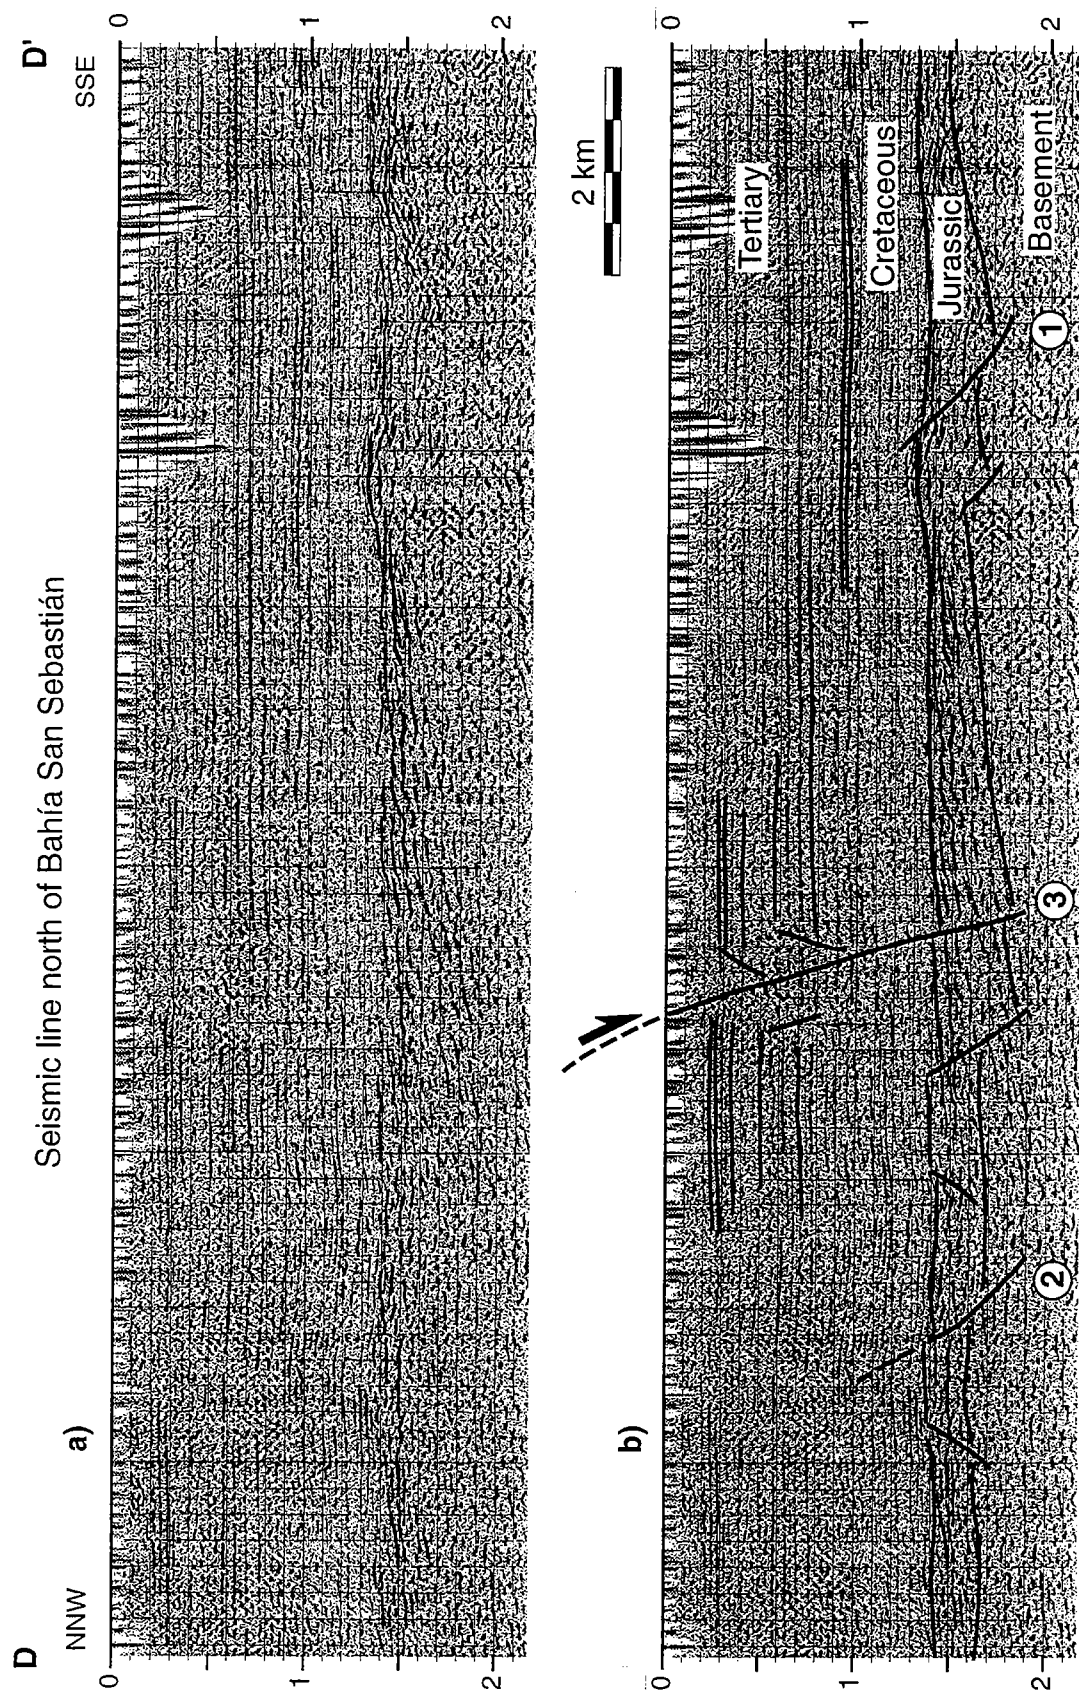 Seismic line north of Bahía San Sebastián
D
D'
NNW
SSE
a)
0
0
1
1
2
2
2 km
b)
0
0
Tertiary
1
1
Cretaceous
Jurassic
Basement
2
2
2
3
1